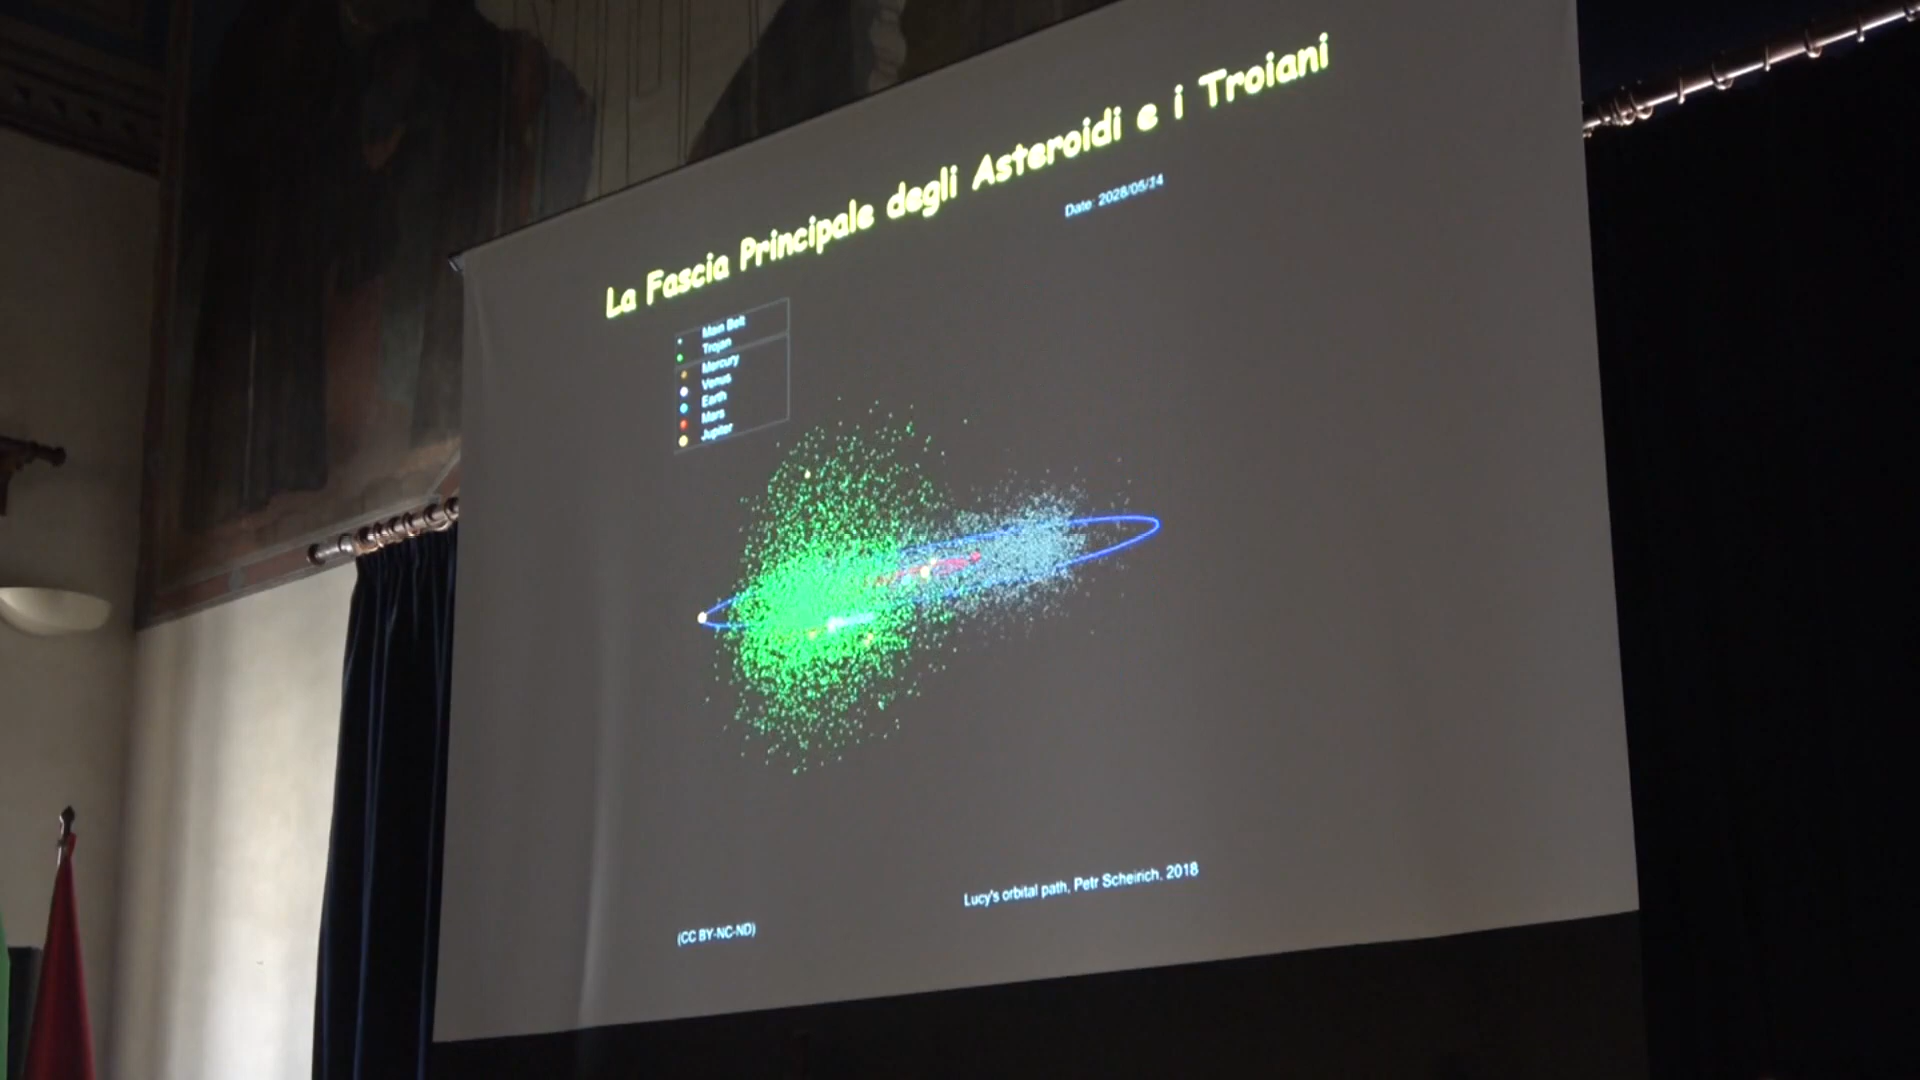 La Fascia Principale degli Asteroidi e i Troiani
Date: 2028/05/14
Main Belt
Trojan
Mercury
Venus
Earth
Mars
Jupiter
Lucy's orbital path, Petr Scheirich, 2018
(CC BY-NC-ND)